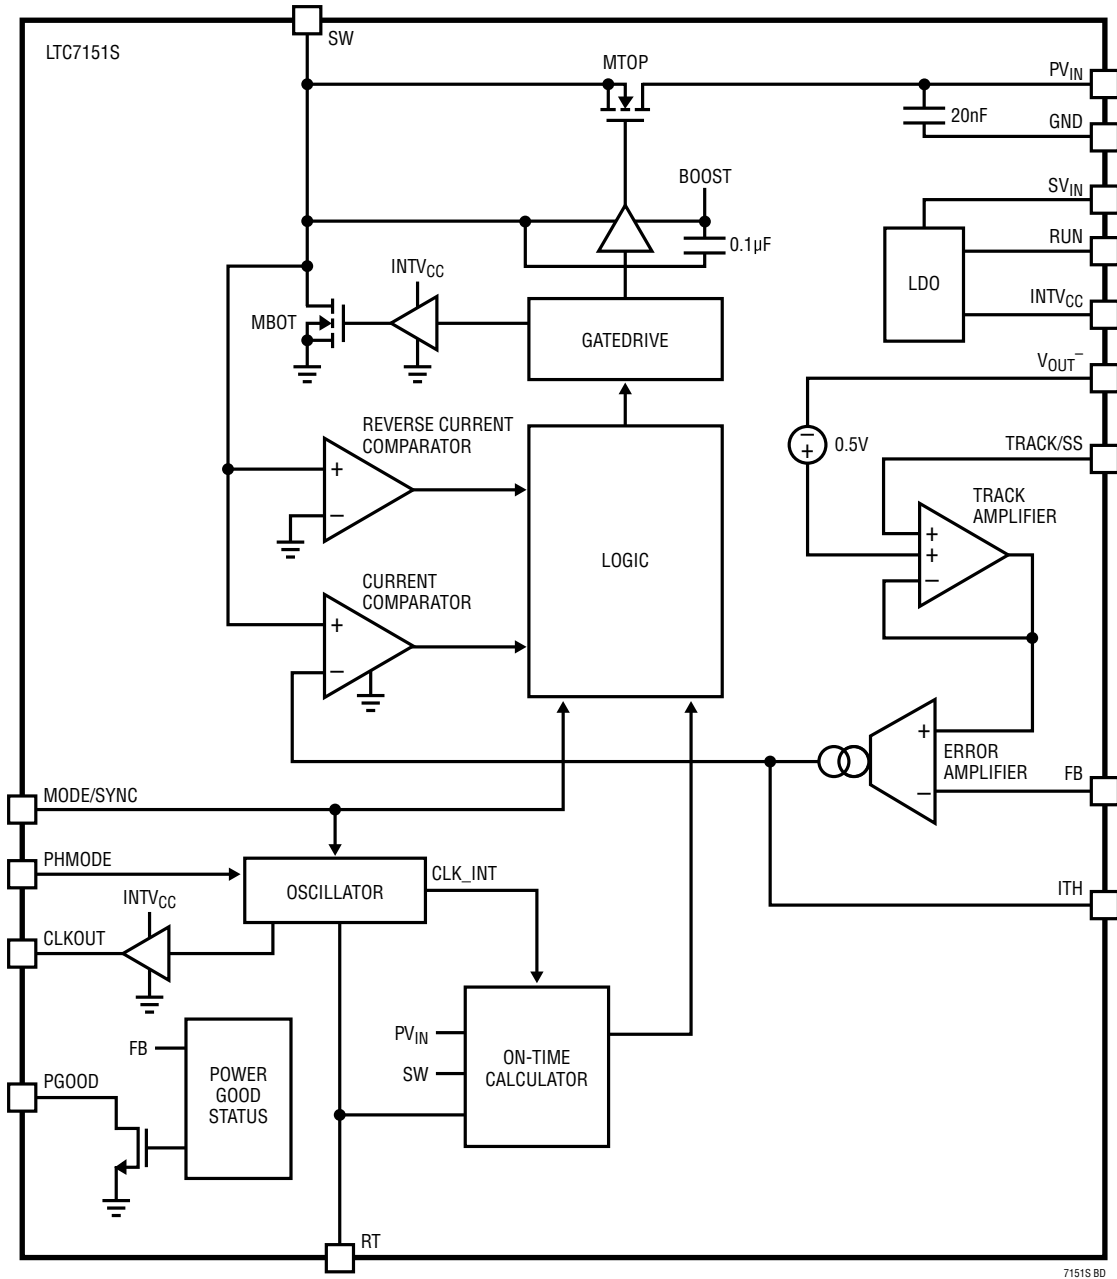 SW
LTC7151S
MTOP
PVIN
20nF
GND
BOOST
SVIN
0.1µF
RUN
INTVCC
LDO
INTVCC
MBOT
GATEDRIVE
VOUT–
REVERSE CURRENT
COMPARATOR
+
–
–
+
0.5V
TRACK/SS
TRACK
AMPLIFIER
+
+
–
LOGIC
CURRENT
COMPARATOR
+
–
+
–
ERROR
AMPLIFIER
FB
MODE/SYNC
PHMODE
OSCILLATOR
CLK_INT
ITH
INTVCC
CLKOUT
PVIN
SW
ON-TIME
CALCULATOR
FB
POWER
GOOD
STATUS
PGOOD
RT
7151S BD